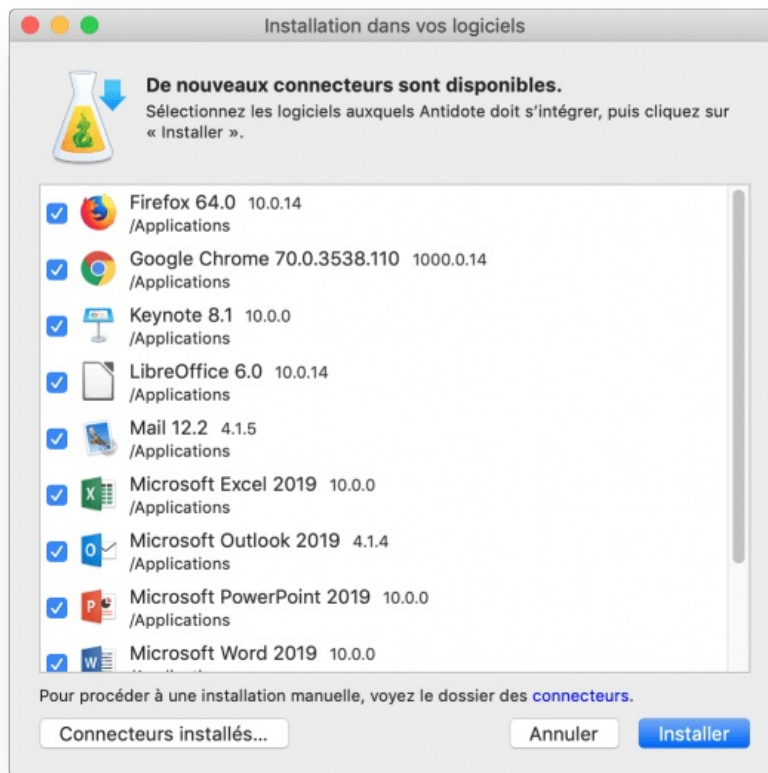 Installation dans vos logiciels
De nouveaux connecteurs sont disponibles.
Sélectionnez les logiciels auxquels Antidote doit s’intégrer, puis cliquez sur
« Installer ».
Firefox 64.0 10.0.14
/Applications
Google Chrome 70.0.3538.110 1000.0.14
/Applications
Keynote 8.1 10.0.0
/Applications
LibreOffice 6.0 10.0.14
/Applications
Mail 12.2 4.1.5
/Applications
Microsoft Excel 2019 10.0.0
/Applications
Microsoft Outlook 2019 4.1.4
/Applications
Microsoft PowerPoint 2019 10.0.0
/Applications
Microsoft Word 2019 10.0.0
Pour procéder à une installation manuelle, voyez le dossier des connecteurs.
Connecteurs installés...
Annuler
Installer